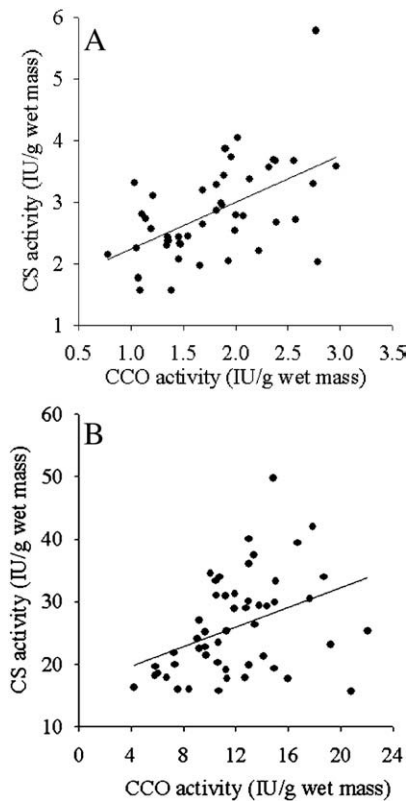 A
CS activity (IU/g wet mass)
6
5
4
3
2
1
0.5 1.0 1.5 2.0 2.5 3.0 3.5
CCO activity (IU/g wet mass)
B
CS activity (IU/g wet mass)
60
50
40
30
20
10
0 4 8 12 16 20 24
CCO activity (IU/g wet mass)